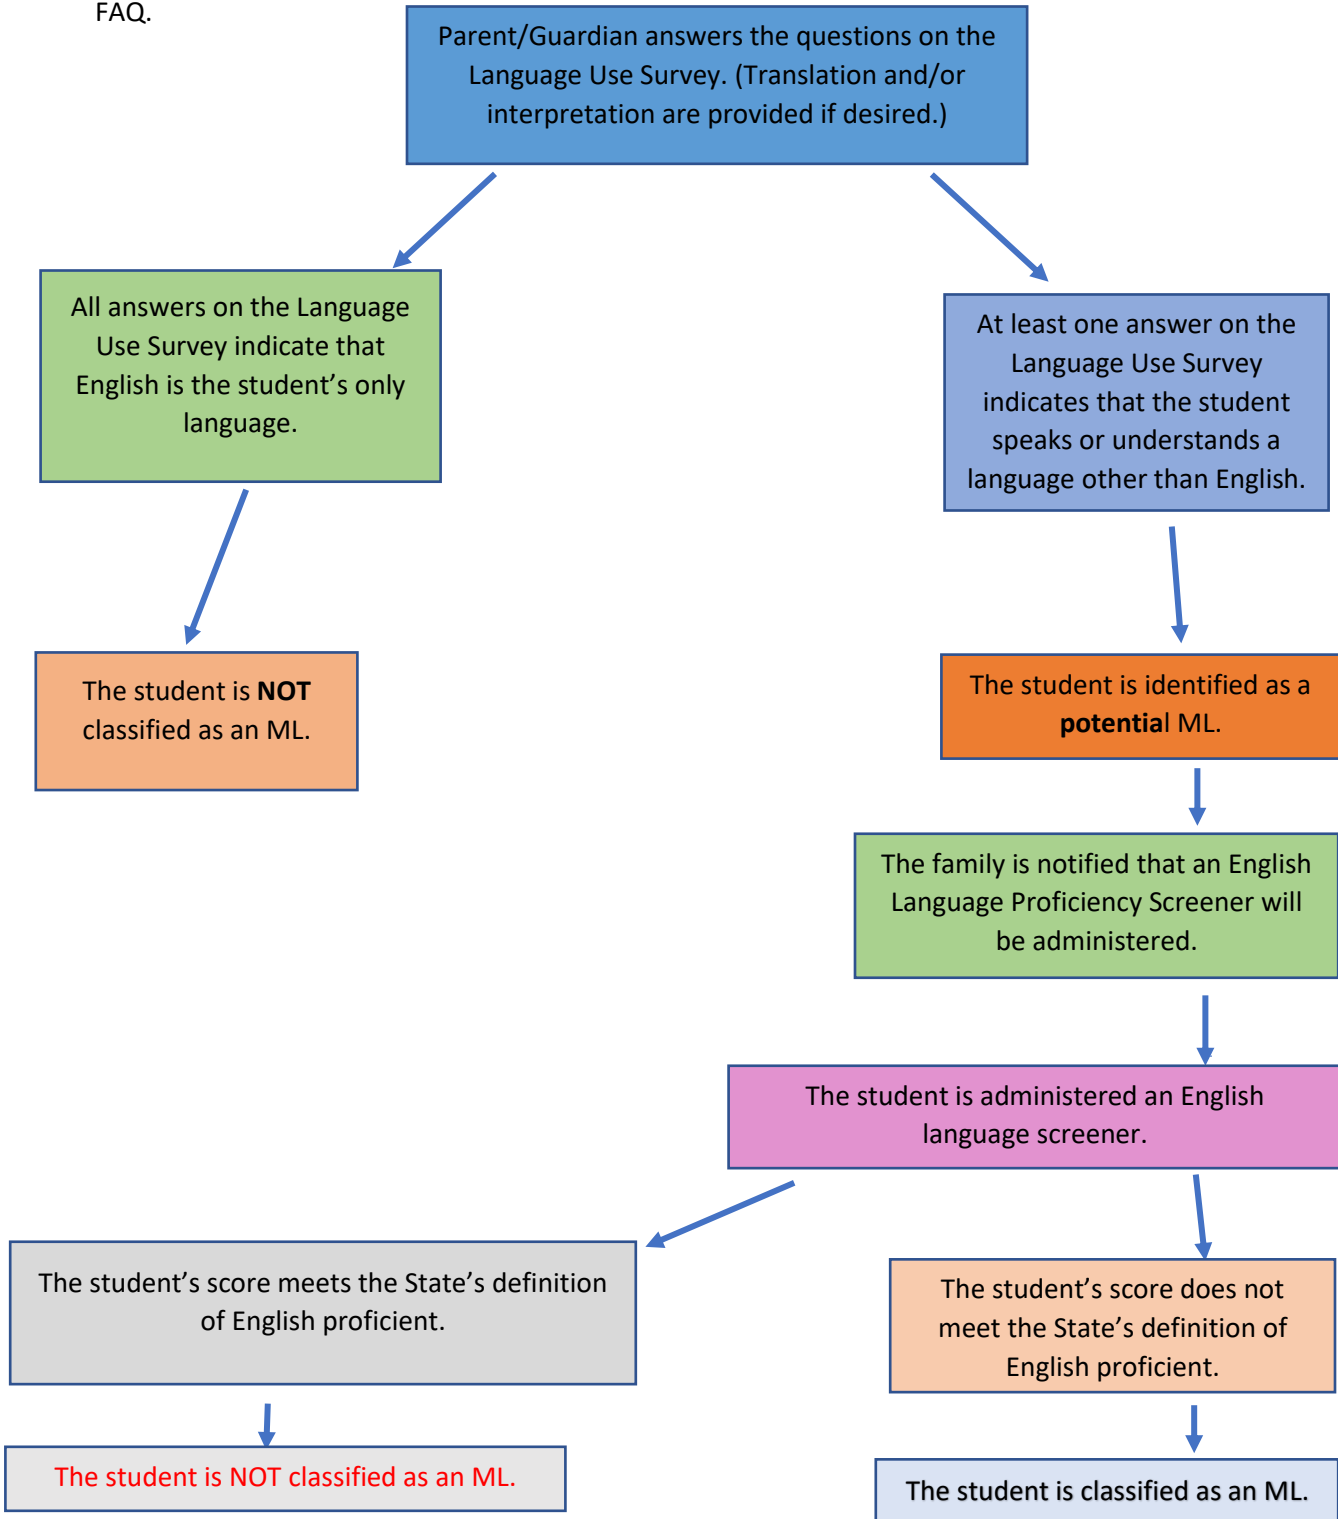 FAQ.
Parent/Guardian answers the questions on the
Language Use Survey. (Translation and/or
interpretation are provided if desired.)
All answers on the Language
Use Survey indicate that
English is the student’s only
language.
At least one answer on the
Language Use Survey
indicates that the student
speaks or understands a
language other than English.
The student is NOT
classified as an ML.
The student is identified as a
potential ML.
The family is notified that an English
Language Proficiency Screener will
be administered.
The student is administered an English
language screener.
The student’s score meets the State’s definition
of English proficient.
The student’s score does not
meet the State’s definition of
English proficient.
The student is NOT classified as an ML.
The student is classified as an ML.